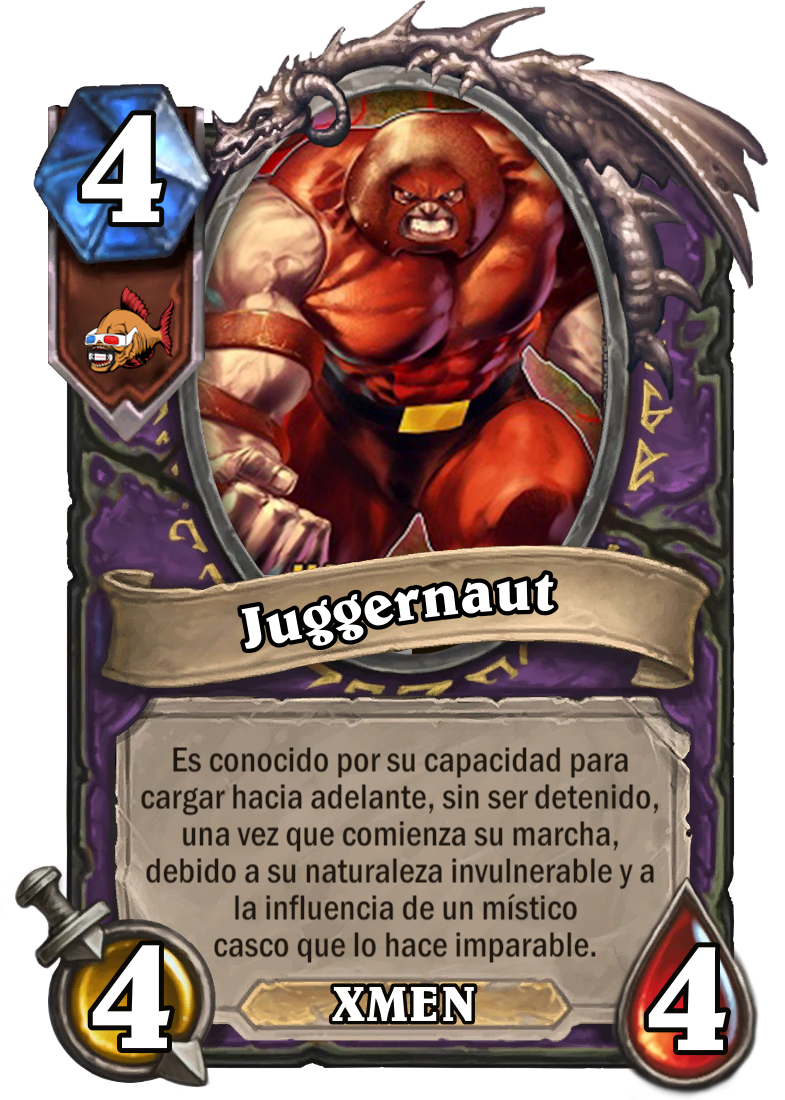 4
Juggernaut
Es conocido por su capacidad para
cargar hacia adelante, sin ser detenido,
una vez que comienza su marcha,
debido a su naturaleza invulnerable y a
la influencia de un místico
casco que lo hace imparable.
4
XMEN
4